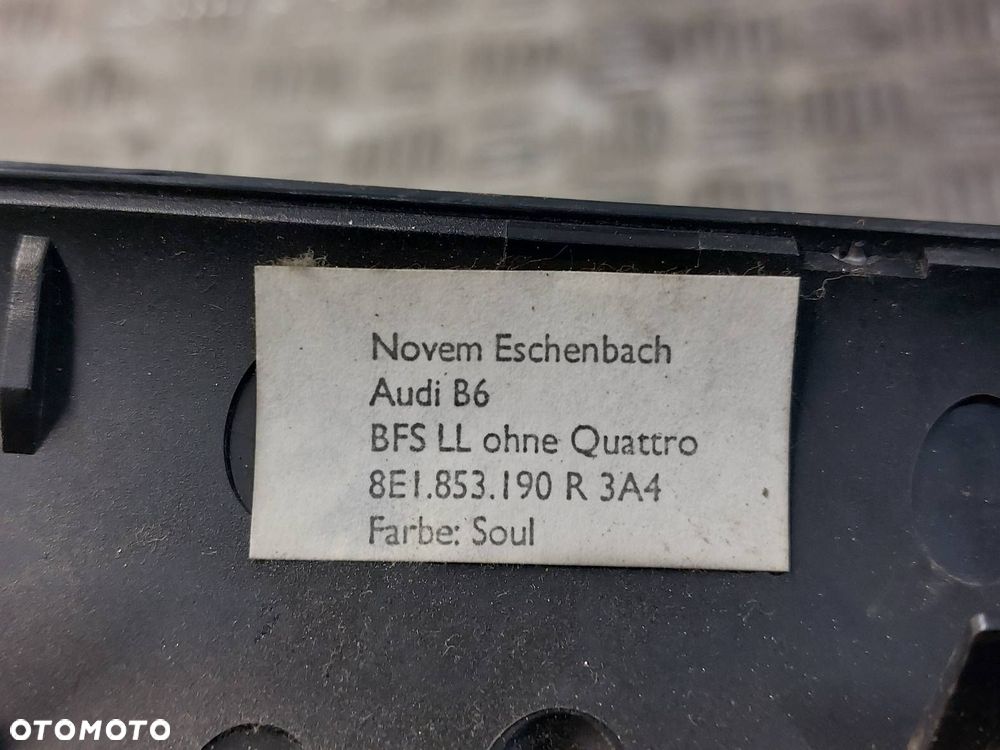 Novem Eschenbach
Audi B6
BFS LL ohne Quattro
8E1.853.190 R 3A4
Farbe: Soul
OTOMOTO